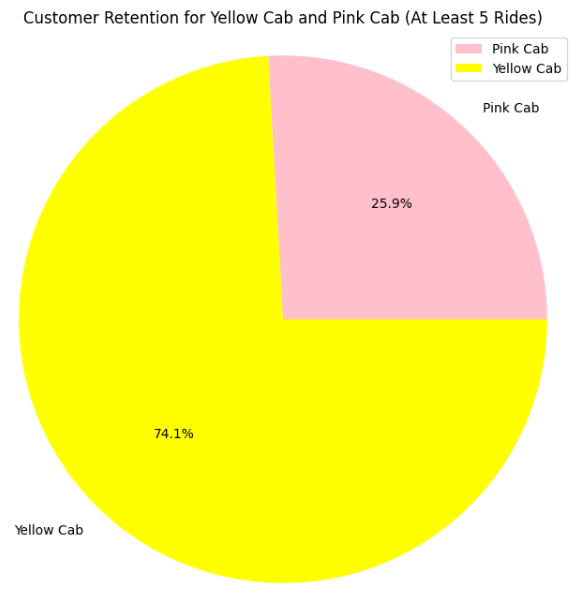 Customer Retention for Yellow Cab and Pink Cab (At Least 5 Rides)
Pink Cab
Yellow Cab
Pink Cab
25.9%
74.1%
Yellow Cab